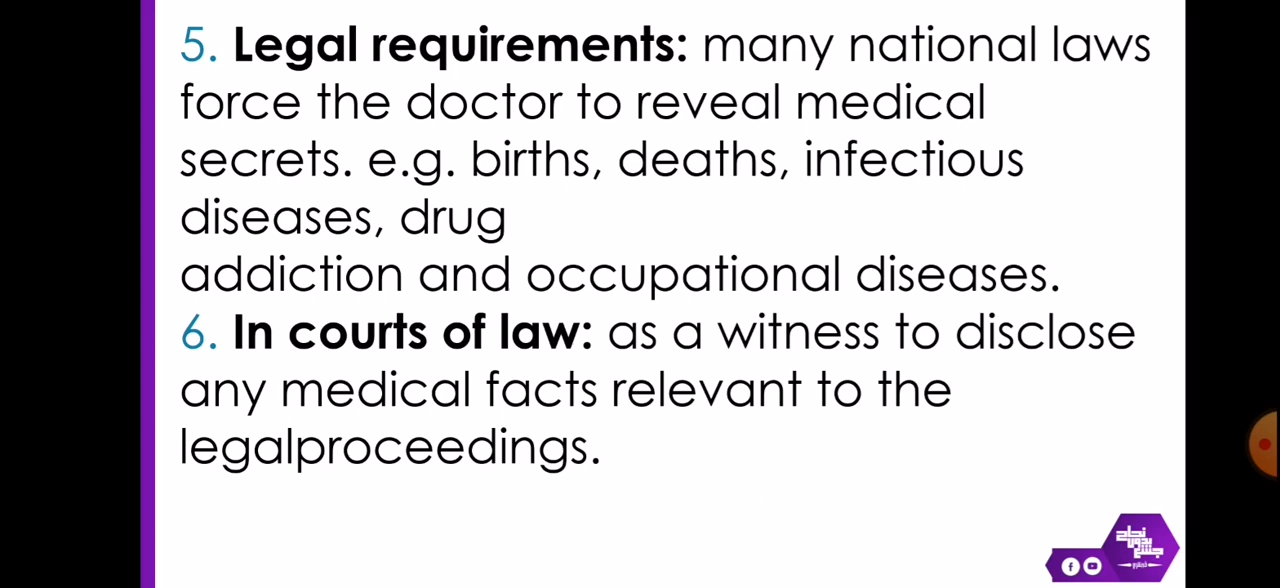 5. Legal requirements: many national laws
force the doctor to reveal medical
secrets. e.g. births, deaths, infectious
diseases, drug
addiction and occupational diseases.
6. In courts of law: as a witness to disclose
any medical facts relevant to the
legalproceedings.
نجاح
بدون